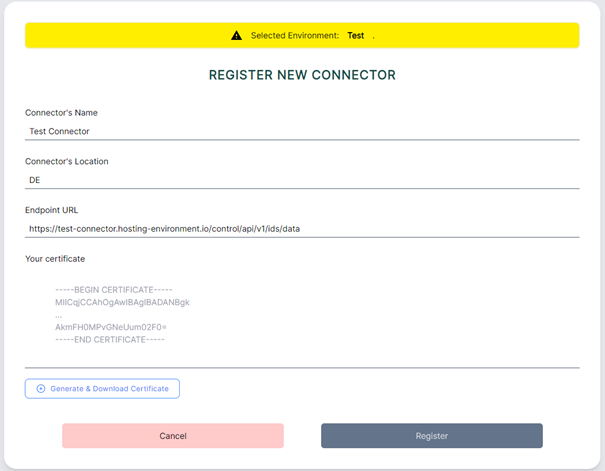 Selected Environment: Test .
REGISTER NEW CONNECTOR
Connector's Name
Test Connector
Connector's Location
DE
Endpoint URL
https://test-connector.hosting-environment.io/control/api/v1/ids/data
Your certificate
-----BEGIN CERTIFICATE-----
MIICqjCCAhOgAwIBAgIBADANBgk
...
AkmFH0MPvGNeUum02F0=
-----END CERTIFICATE-----
Generate & Download Certificate
Cancel
Register